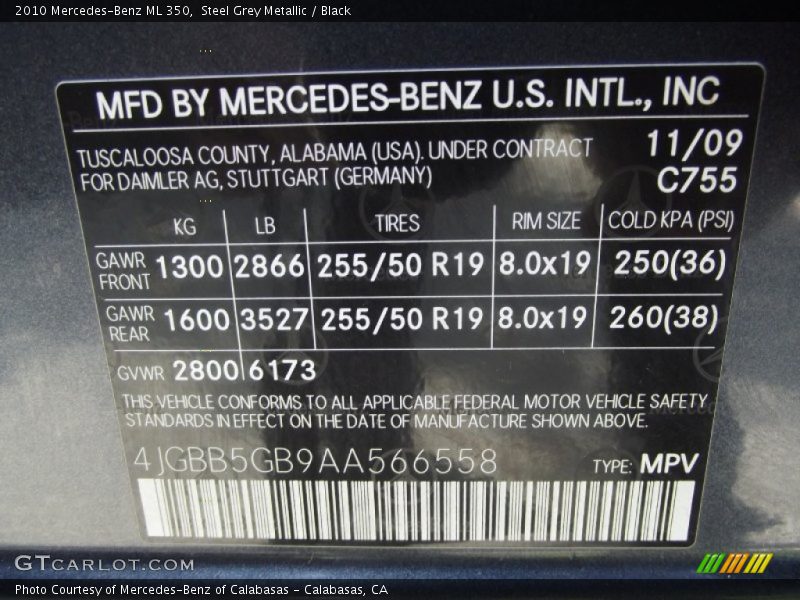 2010 Mercedes-Benz ML 350, Steel Grey Metallic / Black
MFD BY MERCEDES-BENZ U.S. INTL., INC
TUSCALOOSA COUNTY, ALABAMA (USA). UNDER CONTRACT 11/09
FOR DAIMLER AG, STUTTGART (GERMANY) C755
KG LB TIRES RIM SIZE COLD KPA (PSI)
GAWR FRONT 1300 2866 255/50 R19 8.0x19 250(36)
GAWR REAR 1600 3527 255/50 R19 8.0x19 260(38)
GVWR 2800 6173
THIS VEHICLE CONFORMS TO ALL APPLICABLE FEDERAL MOTOR VEHICLE SAFETY
STANDARDS IN EFFECT ON THE DATE OF MANUFACTURE SHOWN ABOVE.
4JGBB5GB9AA566558 TYPE: MPV
GTCARLOT.COM
Photo Courtesy of Mercedes-Benz of Calabasas - Calabasas, CA